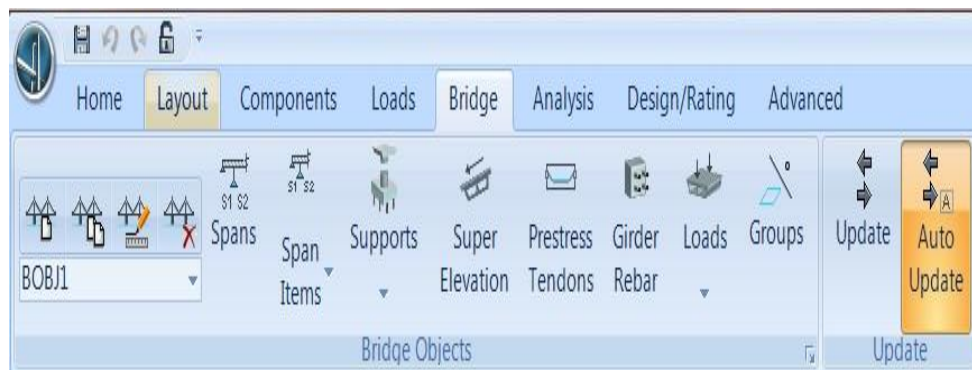 Home Layout Components Loads Bridge Analysis Design/Rating Advanced
S1 S2
Spans
S1 S2
Span
Items
Supports
Super
Elevation
Prestress
Tendons
Girder
Rebar
Loads
Groups
Update
A
Auto
Update
BOBJ1
Bridge Objects
Update